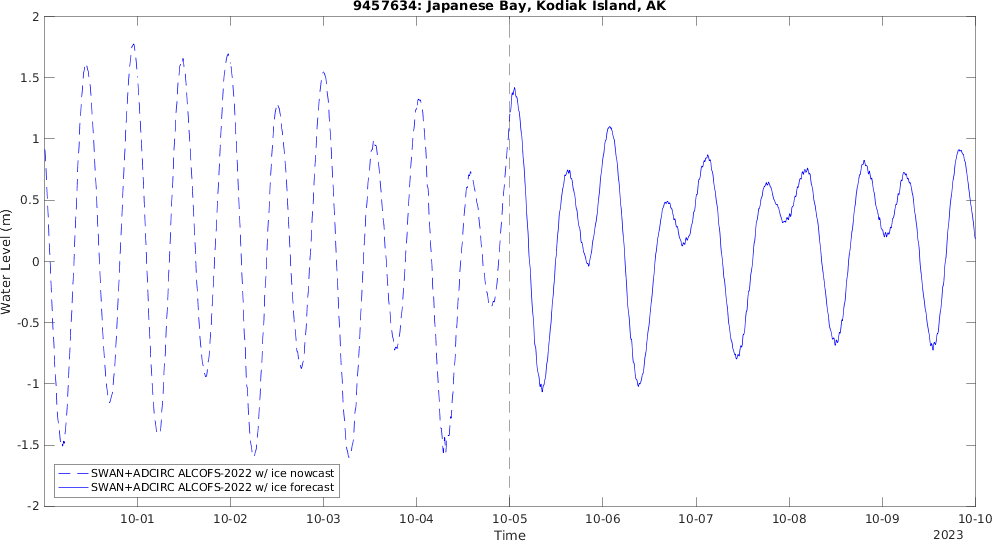 9457634: Japanese Bay, Kodiak Island, AK
2
1.5
1
0.5
0
-0.5
-1
-1.5
-2
Water Level (m)
SWAN+ADCIRC ALCOFS-2022 w/ ice nowcast
SWAN+ADCIRC ALCOFS-2022 w/ ice forecast
10-01 10-02 10-03 10-04 10-05 10-06 10-07 10-08 10-09 10-10
Time
2023